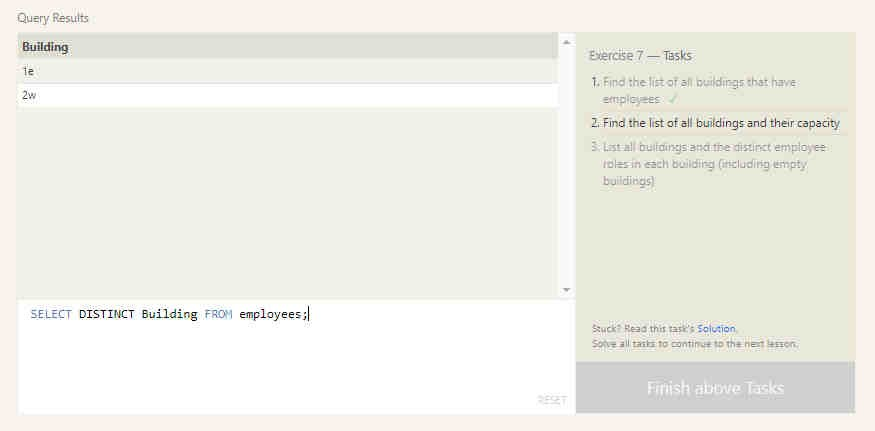 Query Results
Building
1e
2w
SELECT DISTINCT Building FROM employees;
RESET
Exercise 7 — Tasks
1. Find the list of all buildings that have
employees ✓
2. Find the list of all buildings and their capacity
3. List all buildings and the distinct employee
roles in each building (including empty
buildings)
Stuck? Read this task's Solution.
Solve all tasks to continue to the next lesson.
Finish above Tasks